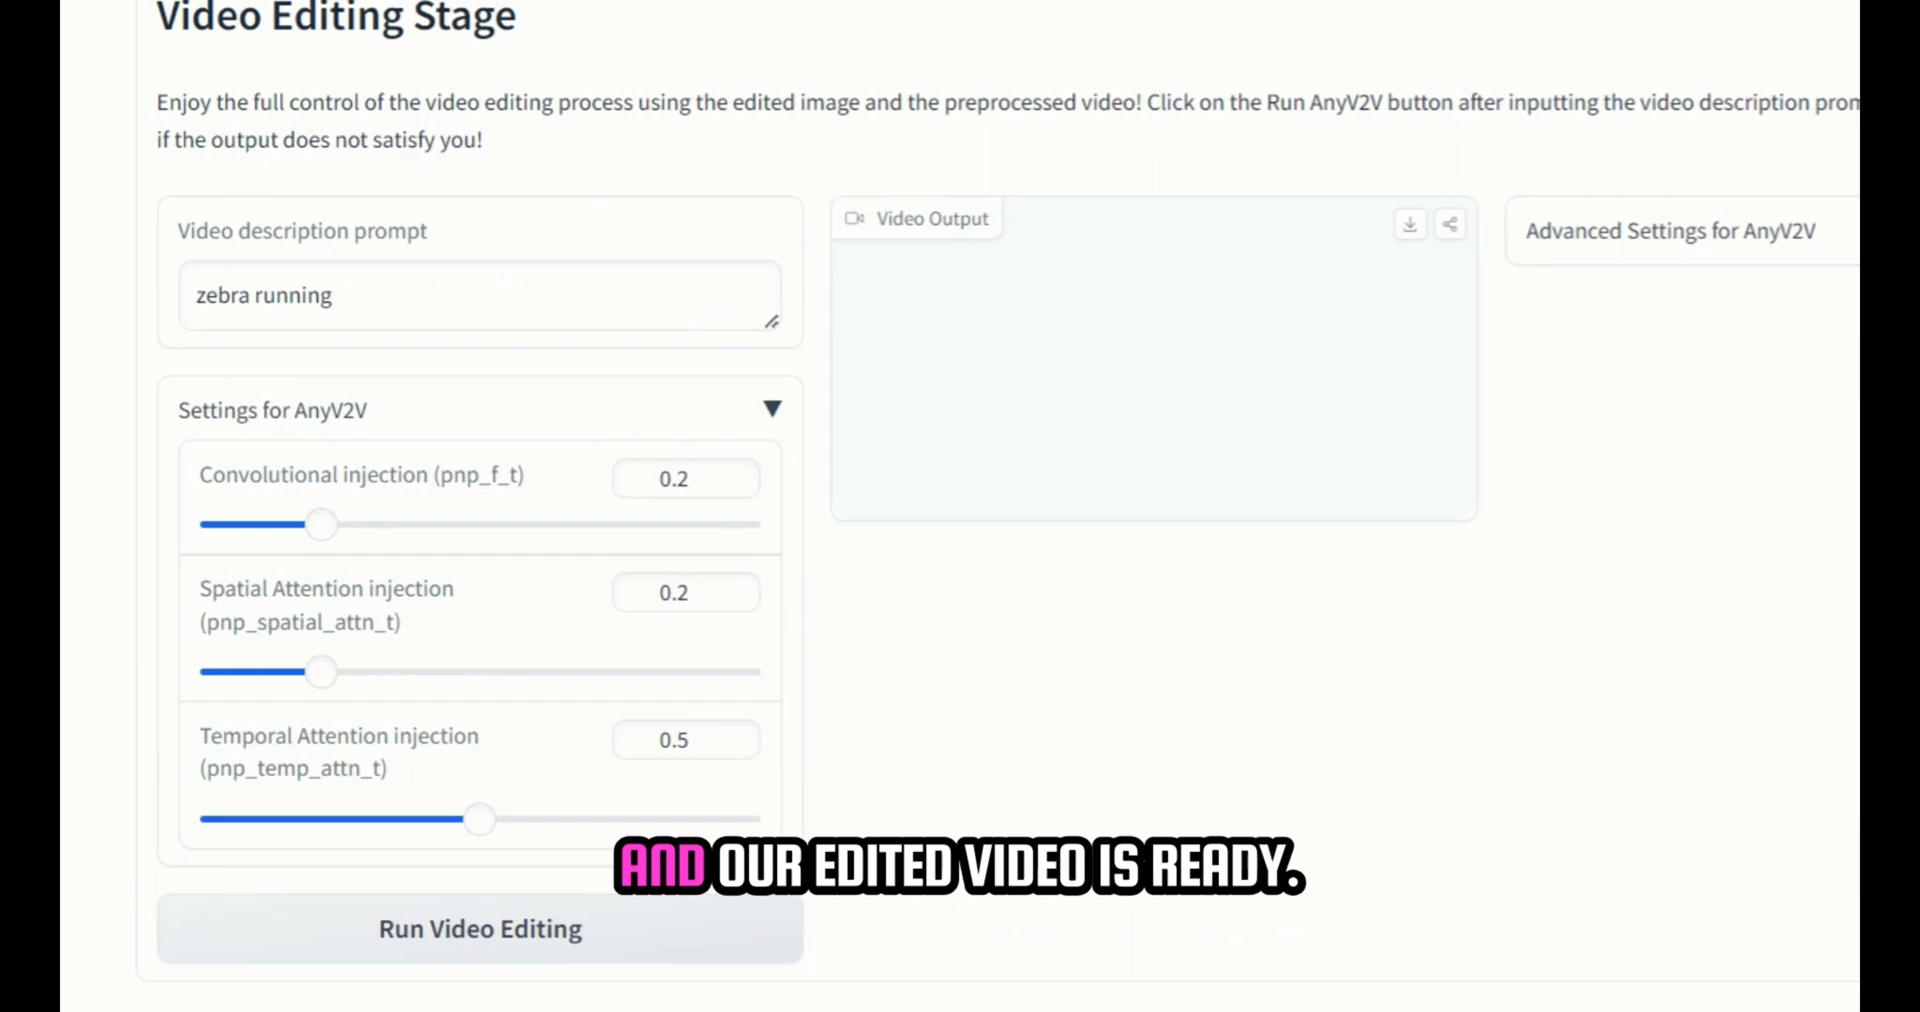 Video Editing Stage
Enjoy the full control of the video editing process using the edited image and the preprocessed video! Click on the Run AnyV2V button after inputting the video description
if the output does not satisfy you!
Video description prompt
zebra running
Video Output
Advanced Settings for AnyV2V
Settings for AnyV2V
Convolutional injection (pnp_f_t)
0.2
Spatial Attention injection
(pnp_spatial_attn_t)
0.2
Temporal Attention injection
(pnp_temp_attn_t)
0.5
AND OUR EDITED VIDEO IS READY.
Run Video Editing